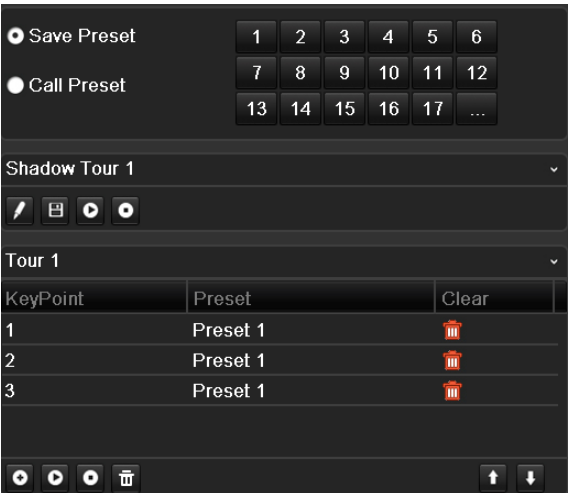 Save Preset 1 2 3 4 5 6
Call Preset 7 8 9 10 11 12
13 14 15 16 17 ...
Shadow Tour 1
Tour 1
KeyPoint Preset Clear
1 Preset 1
2 Preset 1
3 Preset 1